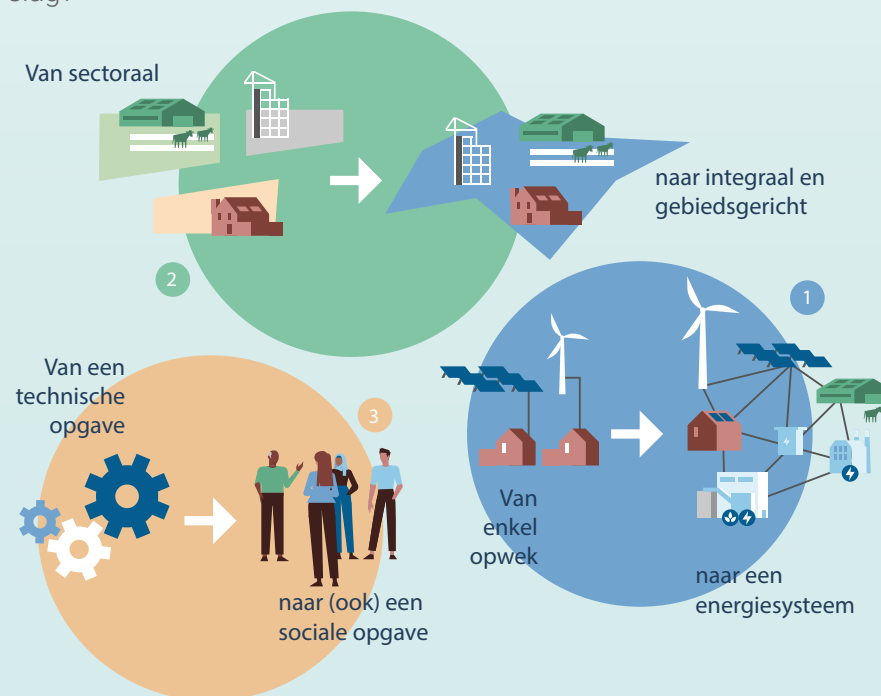 Van sectoraal
naar integraal en
gebiedsgericht
2
1
Van een
technische
opgave
3
Van
enkel
opwek
naar (ook) een
sociale opgave
naar een
energiesysteem